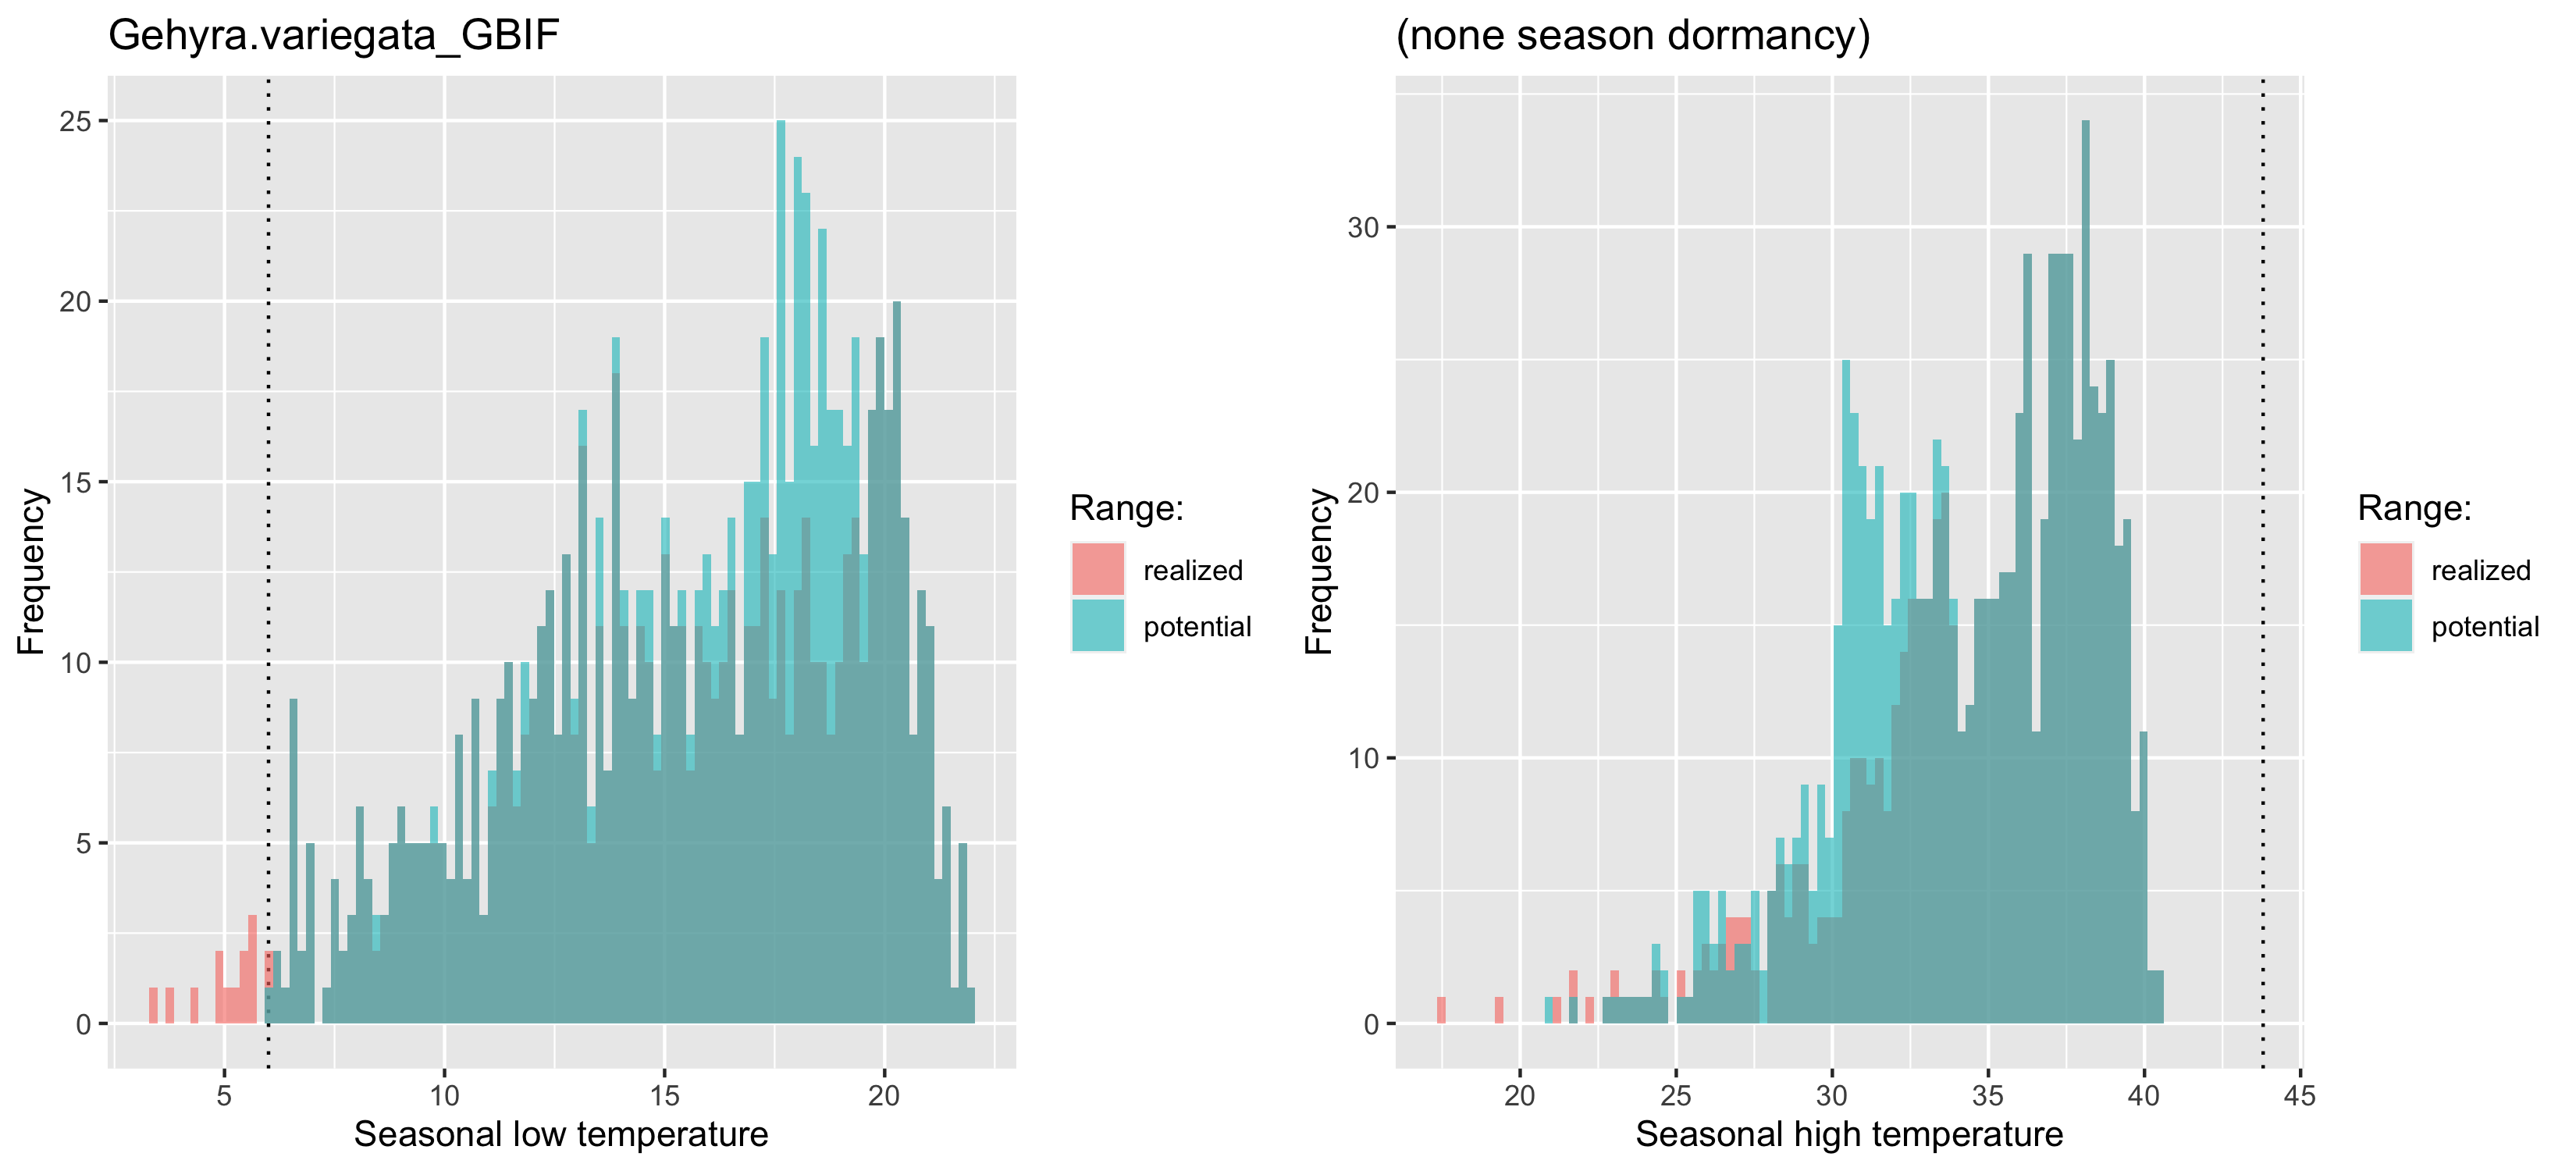 Gehyra.variegata_GBIF
25
20
15
10
5
0
Frequency
5 10 15 20
Seasonal low temperature
Range:
realized
potential
(none season dormancy)
30
20
10
0
Frequency
20 25 30 35 40 45
Seasonal high temperature
Range:
realized
potential